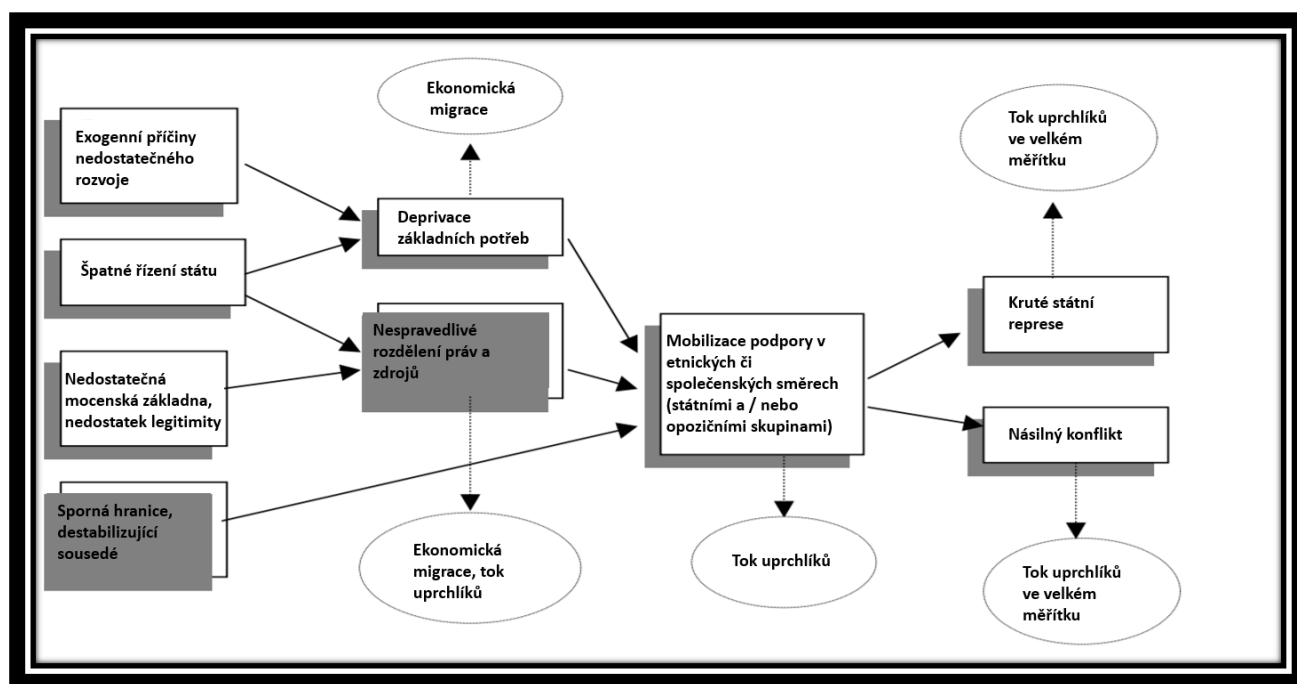 Exogenní příčiny
nedostatečného
rozvoje
Špatné řízení státu
Nedostatečná
mocenská základna,
nedostatek legitimity
Sporná hranice,
destabilizující
sousedé
Ekonomická
migrace
Deprivace
základních potřeb
Nespravedlivé
rozdělení práv a
zdrojů
Ekonomická
migrace, tok
uprchlíků
Mobilizace podpory v
etnických či
společenských směrech
(státními a / nebo
opozičními skupinami)
Tok uprchlíků
Tok uprchlíků
ve velkém
měřítku
Kruté státní
represe
Násilný konflikt
Tok uprchlíků
ve velkém
měřítku